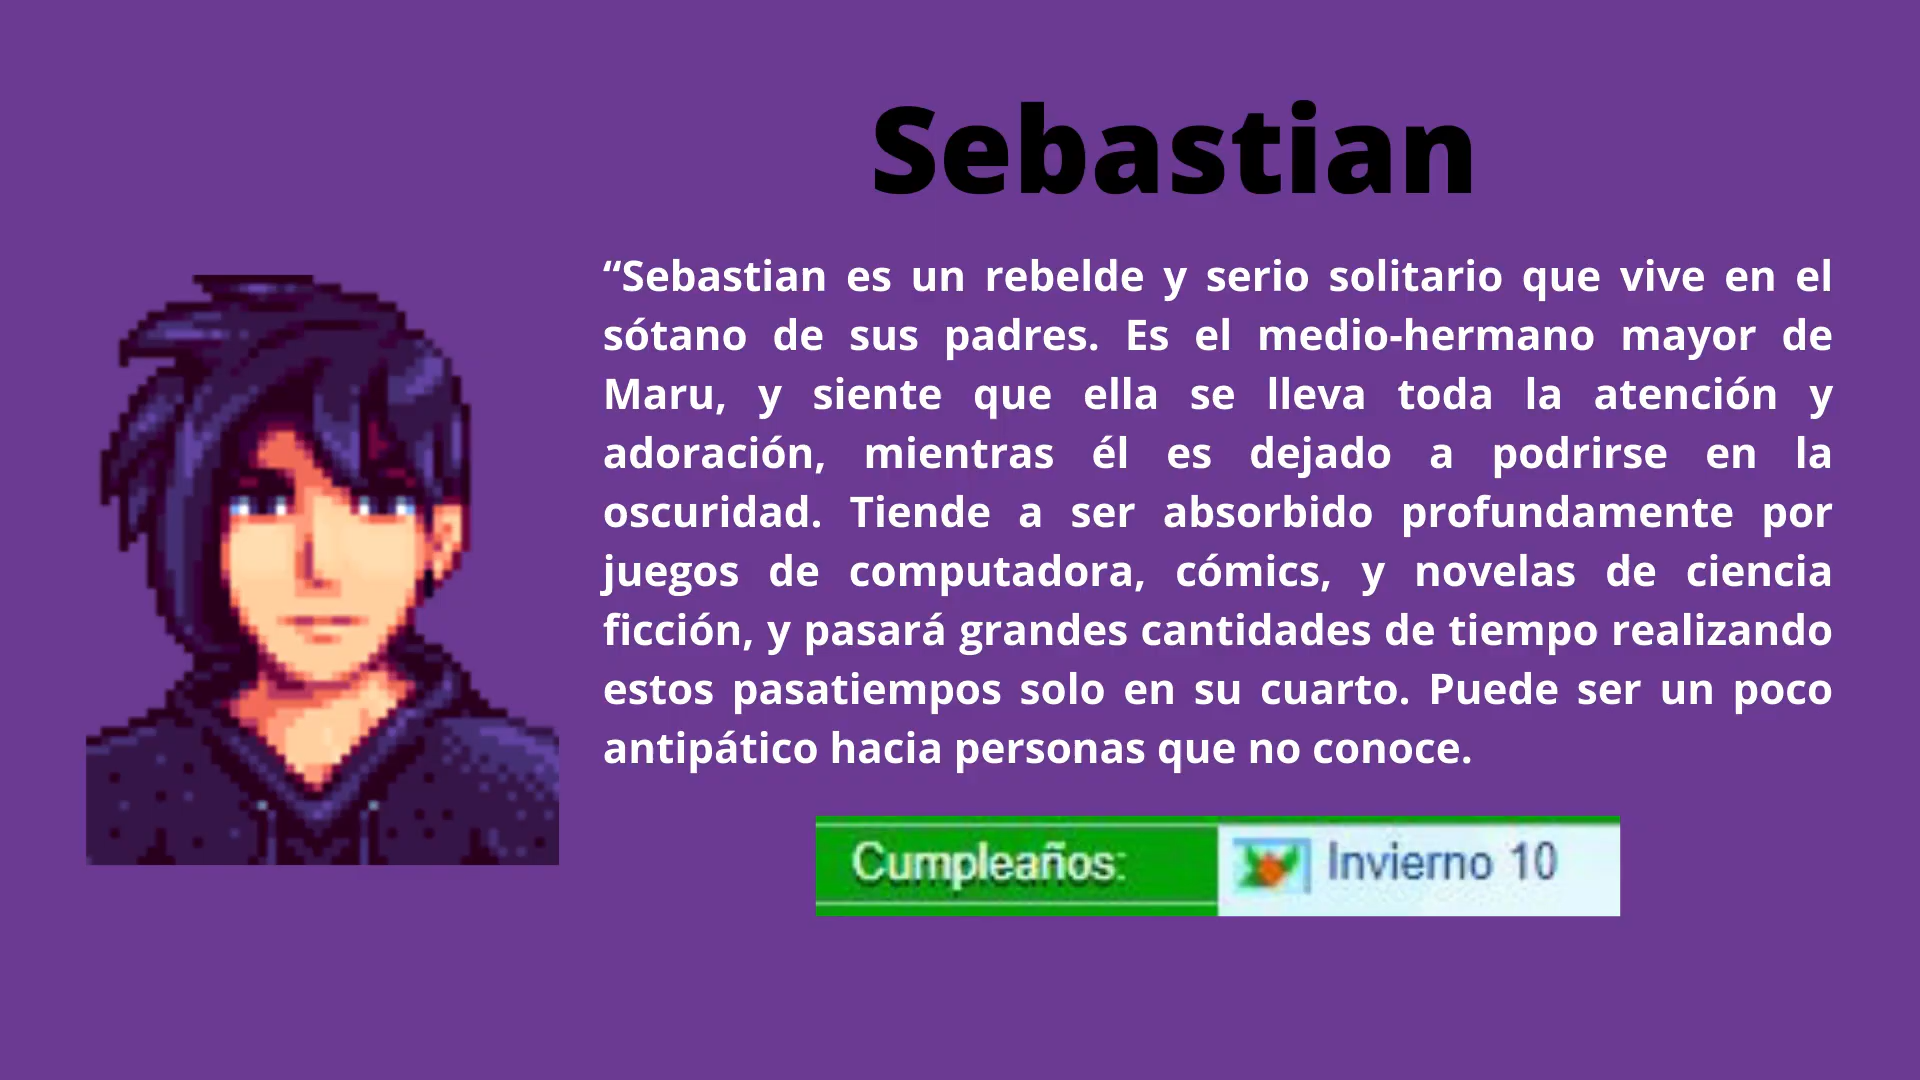 Sebastian
“Sebastian es un rebelde y serio solitario que vive en el
sótano de sus padres. Es el medio-hermano mayor de
Maru, y siente que ella se lleva toda la atención y
adoración, mientras él es dejado a podrirse en la
oscuridad. Tiende a ser absorbido profundamente por
juegos de computadora, cómics, y novelas de ciencia
ficción, y pasará grandes cantidades de tiempo realizando
estos pasatiempos solo en su cuarto. Puede ser un poco
antipático hacia personas que no conoce.
Cumpleaños: Invierno 10